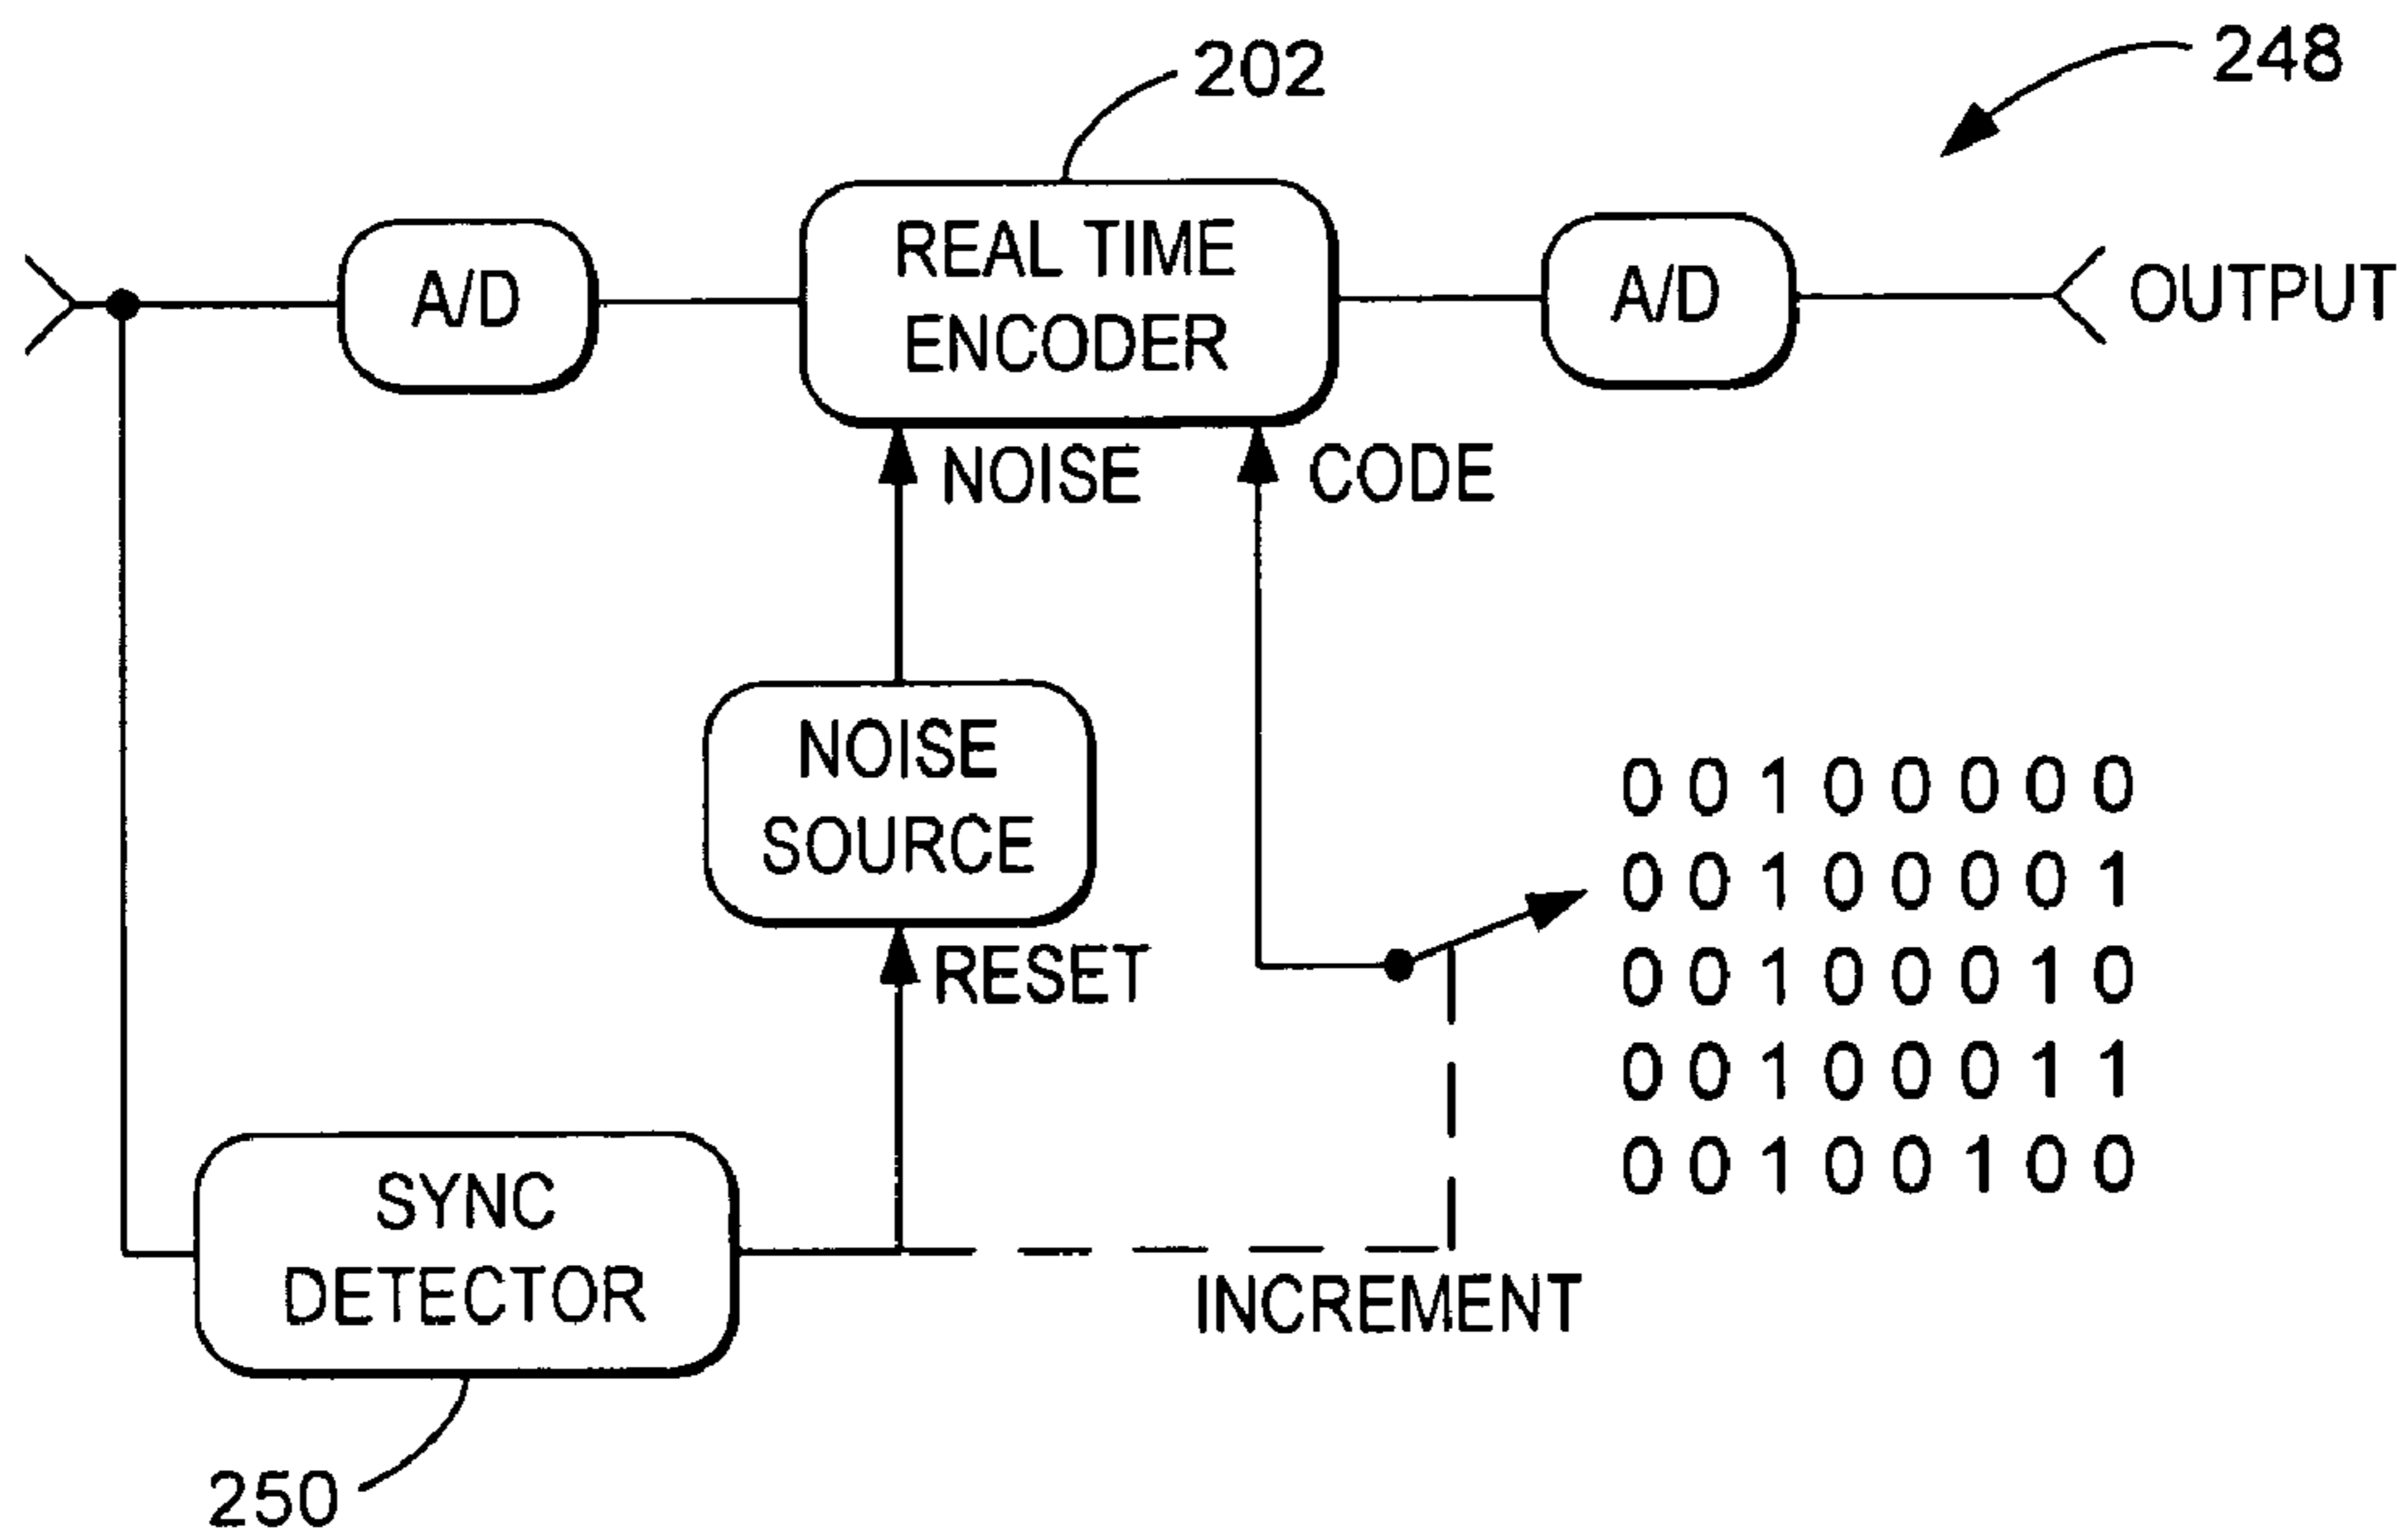 202
248
A/D
REAL TIME
ENCODER
A/D
OUTPUT
NOISE
CODE
NOISE
SOURCE
RESET
0 0 1 0 0 0 0 0
0 0 1 0 0 0 0 1
0 0 1 0 0 0 1 0
0 0 1 0 0 0 1 1
0 0 1 0 0 1 0 0
SYNC
DETECTOR
INCREMENT
250